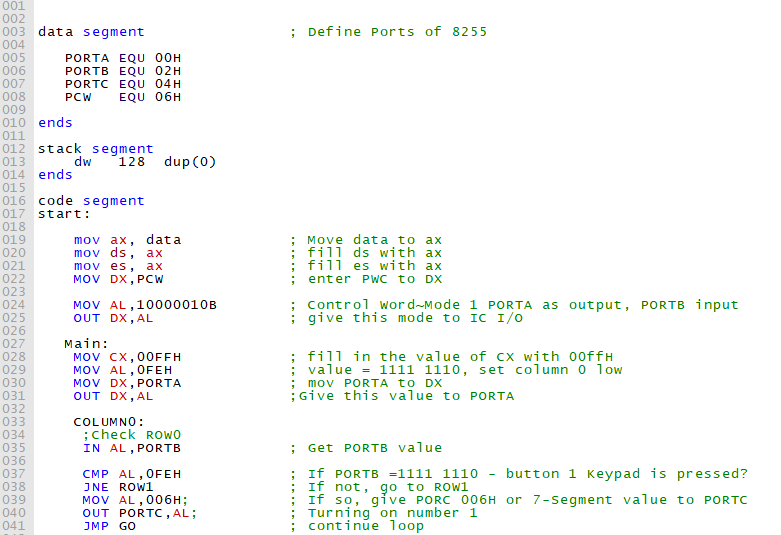 001
002
003 data segment ; Define Ports of 8255
004
005 PORTA EQU 00H
006 PORTB EQU 02H
007 PORTC EQU 04H
008 PCW EQU 06H
009
010 ends
011
012 stack segment
013 dw 128 dup(0)
014 ends
015
016 code segment
017 start:
018
019 mov ax, data ; Move data to ax
020 mov ds, ax ; fill ds with ax
021 mov es, ax ; fill es with ax
022 MOV DX,PCW ; enter PWC to DX
023
024 MOV AL,10000010B ; Control Word~Mode 1 PORTA as output, PORTB input
025 OUT DX,AL ; give this mode to IC I/O
026
027 Main:
028 MOV CX,00FFH ; fill in the value of CX with 00ffH
029 MOV AL,0FEH ; value = 1111 1110, set column 0 low
030 MOV DX,PORTA ; mov PORTA to DX
031 OUT DX,AL ;Give this value to PORTA
032
033 COLUMN0:
034 ;Check ROW0
035 IN AL,PORTB ; Get PORTB value
036
037 CMP AL,0FEH ; If PORTB =1111 1110 - button 1 Keypad is pressed?
038 JNE ROW1 ; If not, go to ROW1
039 MOV AL,006H; ; If so, give PORC 006H or 7-Segment value to PORTC
040 OUT PORTC,AL; ; Turning on number 1
041 JMP GO ; continue loop